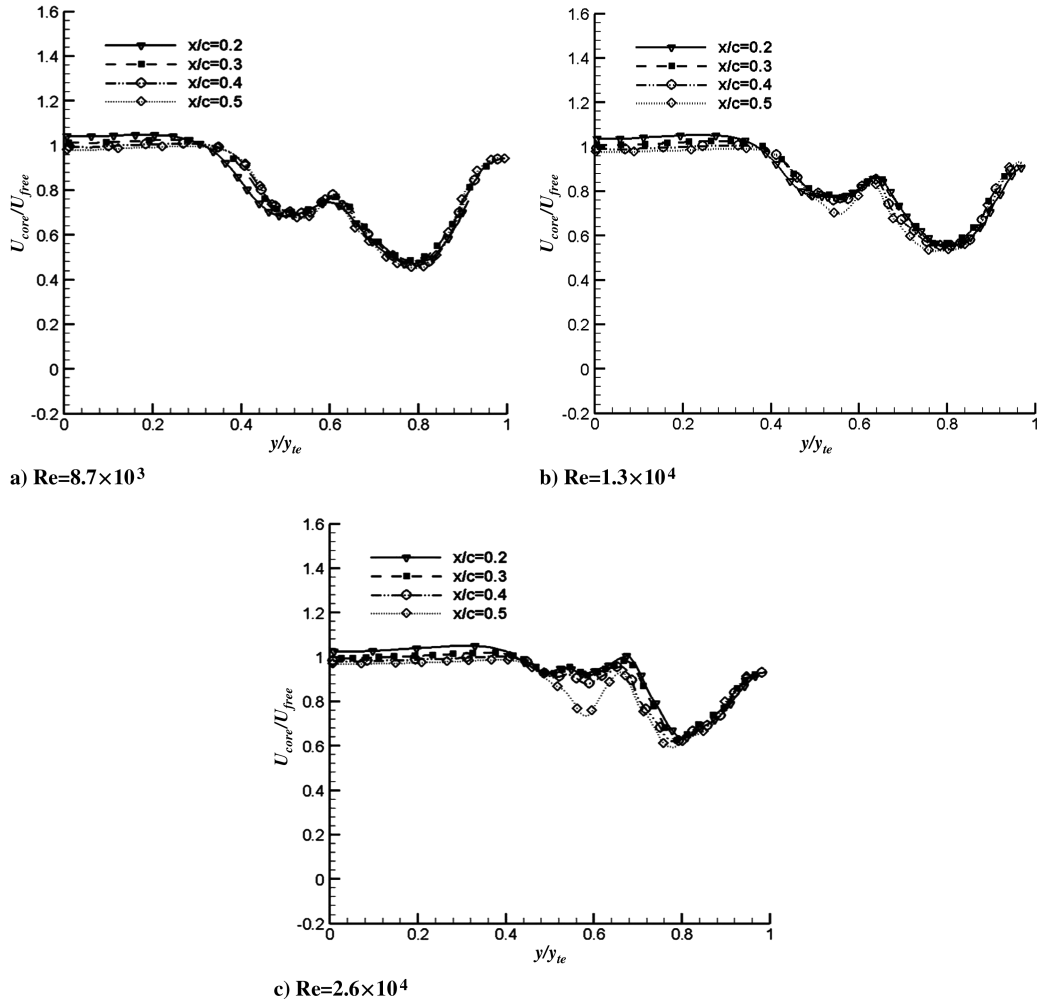 1.6
1.4
1.2
1
0.8
0.6
0.4
0.2
0
-0.2
U_core/U_free
x/c=0.2
x/c=0.3
x/c=0.4
x/c=0.5
0 0.2 0.4 0.6 0.8 1
y/y_te
a) Re=8.7×10³
1.6
1.4
1.2
1
0.8
0.6
0.4
0.2
0
-0.2
U_core/U_free
x/c=0.2
x/c=0.3
x/c=0.4
x/c=0.5
0 0.2 0.4 0.6 0.8 1
y/y_te
b) Re=1.3×10⁴
1.6
1.4
1.2
1
0.8
0.6
0.4
0.2
0
-0.2
U_core/U_free
x/c=0.2
x/c=0.3
x/c=0.4
x/c=0.5
0 0.2 0.4 0.6 0.8 1
y/y_te
c) Re=2.6×10⁴